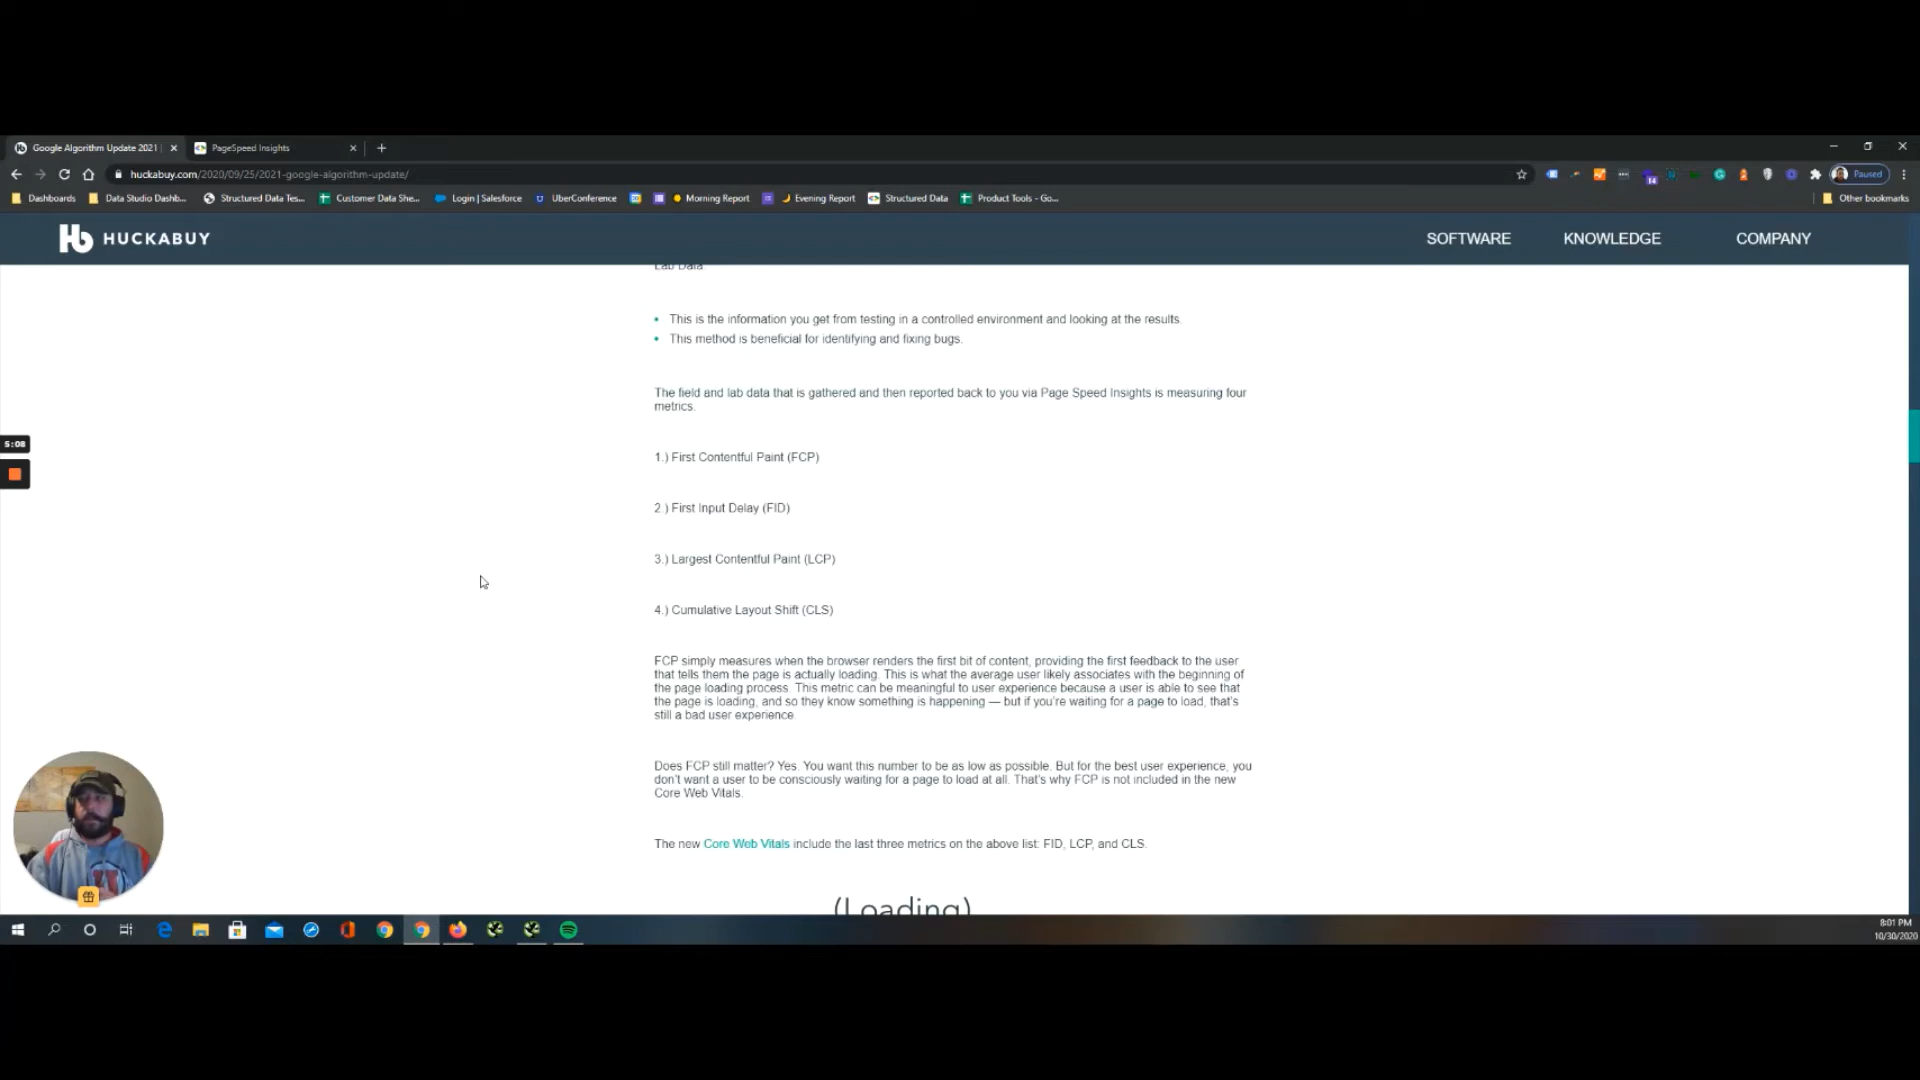 Google Algorithm Update 2021
PageSpeed Insights
huckabuy.com/2020/09/25/2021-google-algorithm-update/
Paused
Dashboards
Data Studio Dashb...
Structured Data Tes...
Customer Data She...
Login | Salesforce
UberConference
Morning Report
Evening Report
Structured Data
Product Tools - Go...
Other bookmarks
Hb HUCKABUY
SOFTWARE
KNOWLEDGE
COMPANY
Lab Data:
• This is the information you get from testing in a controlled environment and looking at the results.
• This method is beneficial for identifying and fixing bugs.
The field and lab data that is gathered and then reported back to you via Page Speed Insights is measuring four
metrics.
5:08
1.) First Contentful Paint (FCP)
2.) First Input Delay (FID)
3.) Largest Contentful Paint (LCP)
4.) Cumulative Layout Shift (CLS)
FCP simply measures when the browser renders the first bit of content, providing the first feedback to the user
that tells them the page is actually loading. This is what the average user likely associates with the beginning of
the page loading process. This metric can be meaningful to user experience because a user is able to see that
the page is loading, and so they know something is happening — but if you're waiting for a page to load, that's
still a bad user experience.
Does FCP still matter? Yes. You want this number to be as low as possible. But for the best user experience, you
don't want a user to be consciously waiting for a page to load at all. That's why FCP is not included in the new
Core Web Vitals.
The new Core Web Vitals include the last three metrics on the above list: FID, LCP, and CLS.
(Loading)
8:01 PM
10/30/2020